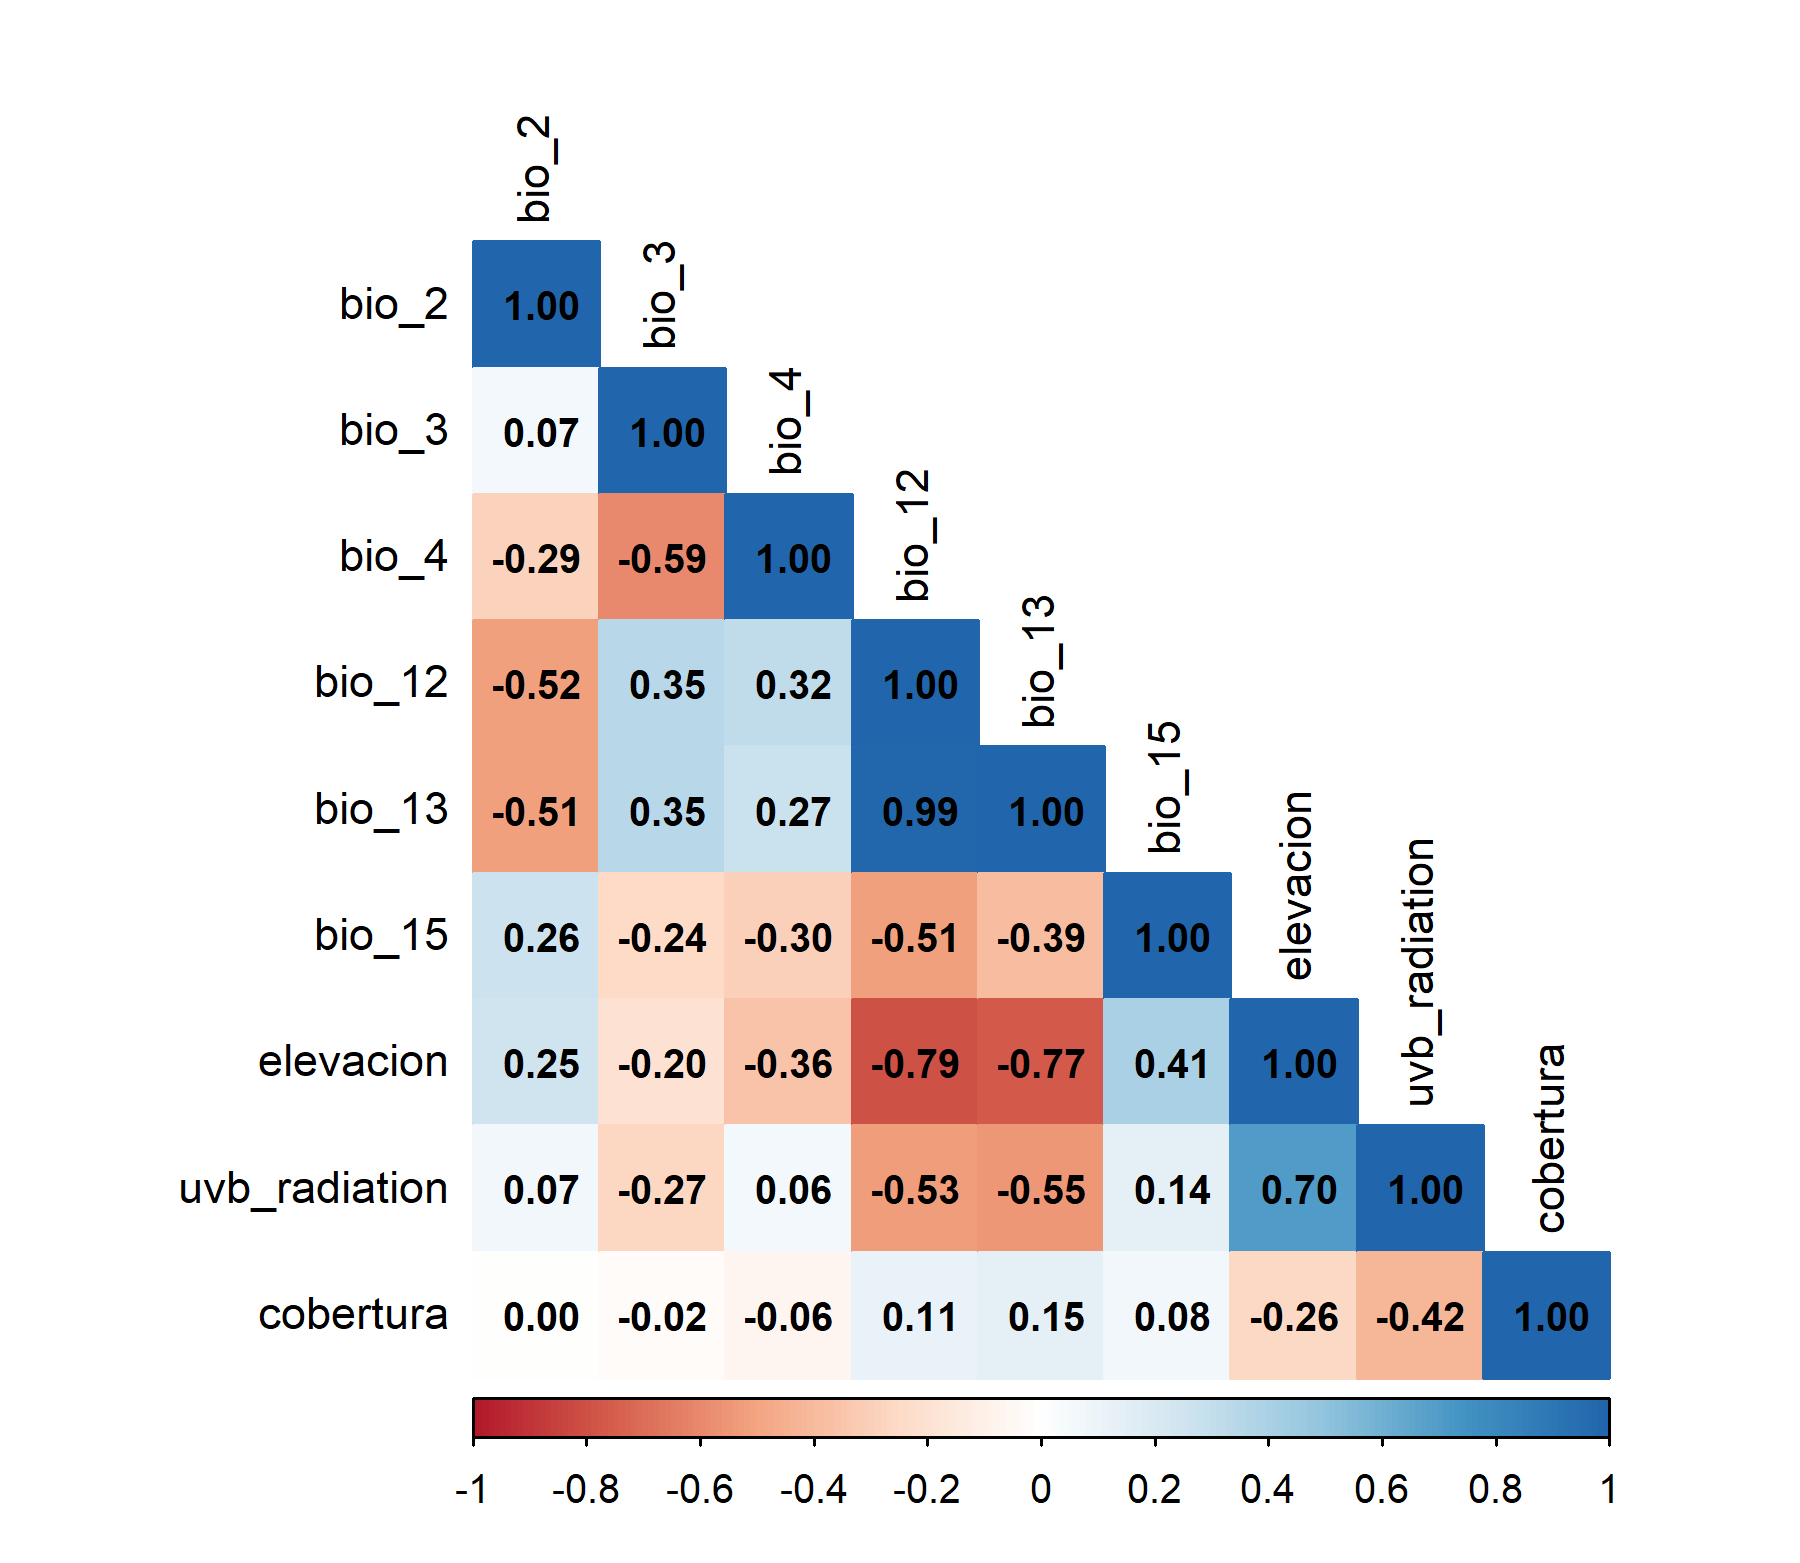 bio_2
bio_3
bio_4
bio_12
bio_13
bio_15
elevacion
uvb_radiation
cobertura
bio_2 1.00
bio_3 0.07 1.00
bio_4 -0.29 -0.59 1.00
bio_12 -0.52 0.35 0.32 1.00
bio_13 -0.51 0.35 0.27 0.99 1.00
bio_15 0.26 -0.24 -0.30 -0.51 -0.39 1.00
elevacion 0.25 -0.20 -0.36 -0.79 -0.77 0.41 1.00
uvb_radiation 0.07 -0.27 0.06 -0.53 -0.55 0.14 0.70 1.00
cobertura 0.00 -0.02 -0.06 0.11 0.15 0.08 -0.26 -0.42 1.00
-1 -0.8 -0.6 -0.4 -0.2 0 0.2 0.4 0.6 0.8 1